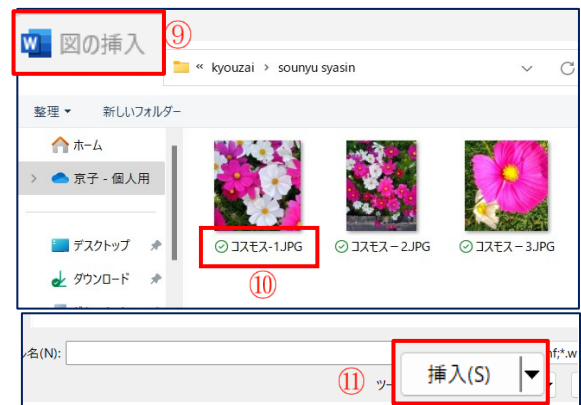 図の挿入 ⑨
« kyouzai › sounyu syasin
整理 新しいフォルダー
ホーム
京子 - 個人用
デスクトップ
ダウンロード
コスモス-1.JPG コスモス－2.JPG コスモス－3.JPG
⑩
名(N):
⑪ ツー 挿入(S)